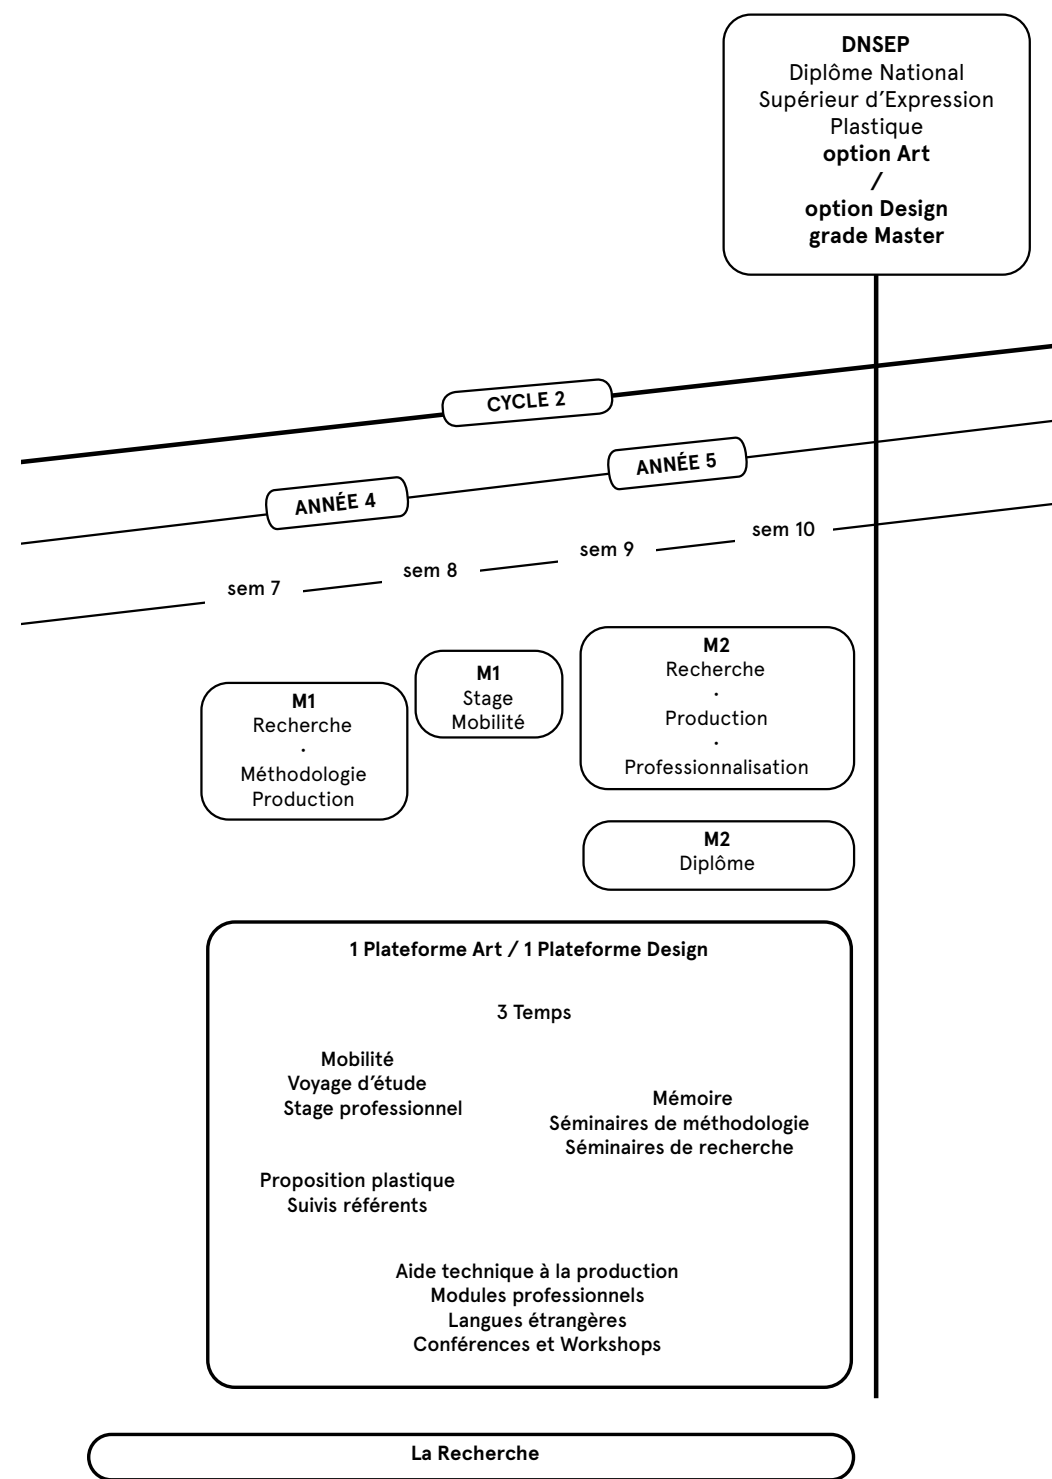 DNSEP
Diplôme National
Supérieur d'Expression
Plastique
option Art
/
option Design
grade Master
CYCLE 2
ANNÉE 4
ANNÉE 5
sem 7
sem 8
sem 9
sem 10
M1
Recherche
·
Méthodologie
Production
M1
Stage
Mobilité
M2
Recherche
·
Production
·
Professionnalisation
M2
Diplôme
1 Plateforme Art / 1 Plateforme Design
3 Temps
Mobilité
Voyage d'étude
Stage professionnel
Mémoire
Séminaires de méthodologie
Séminaires de recherche
Proposition plastique
Suivis référents
Aide technique à la production
Modules professionnels
Langues étrangères
Conférences et Workshops
La Recherche